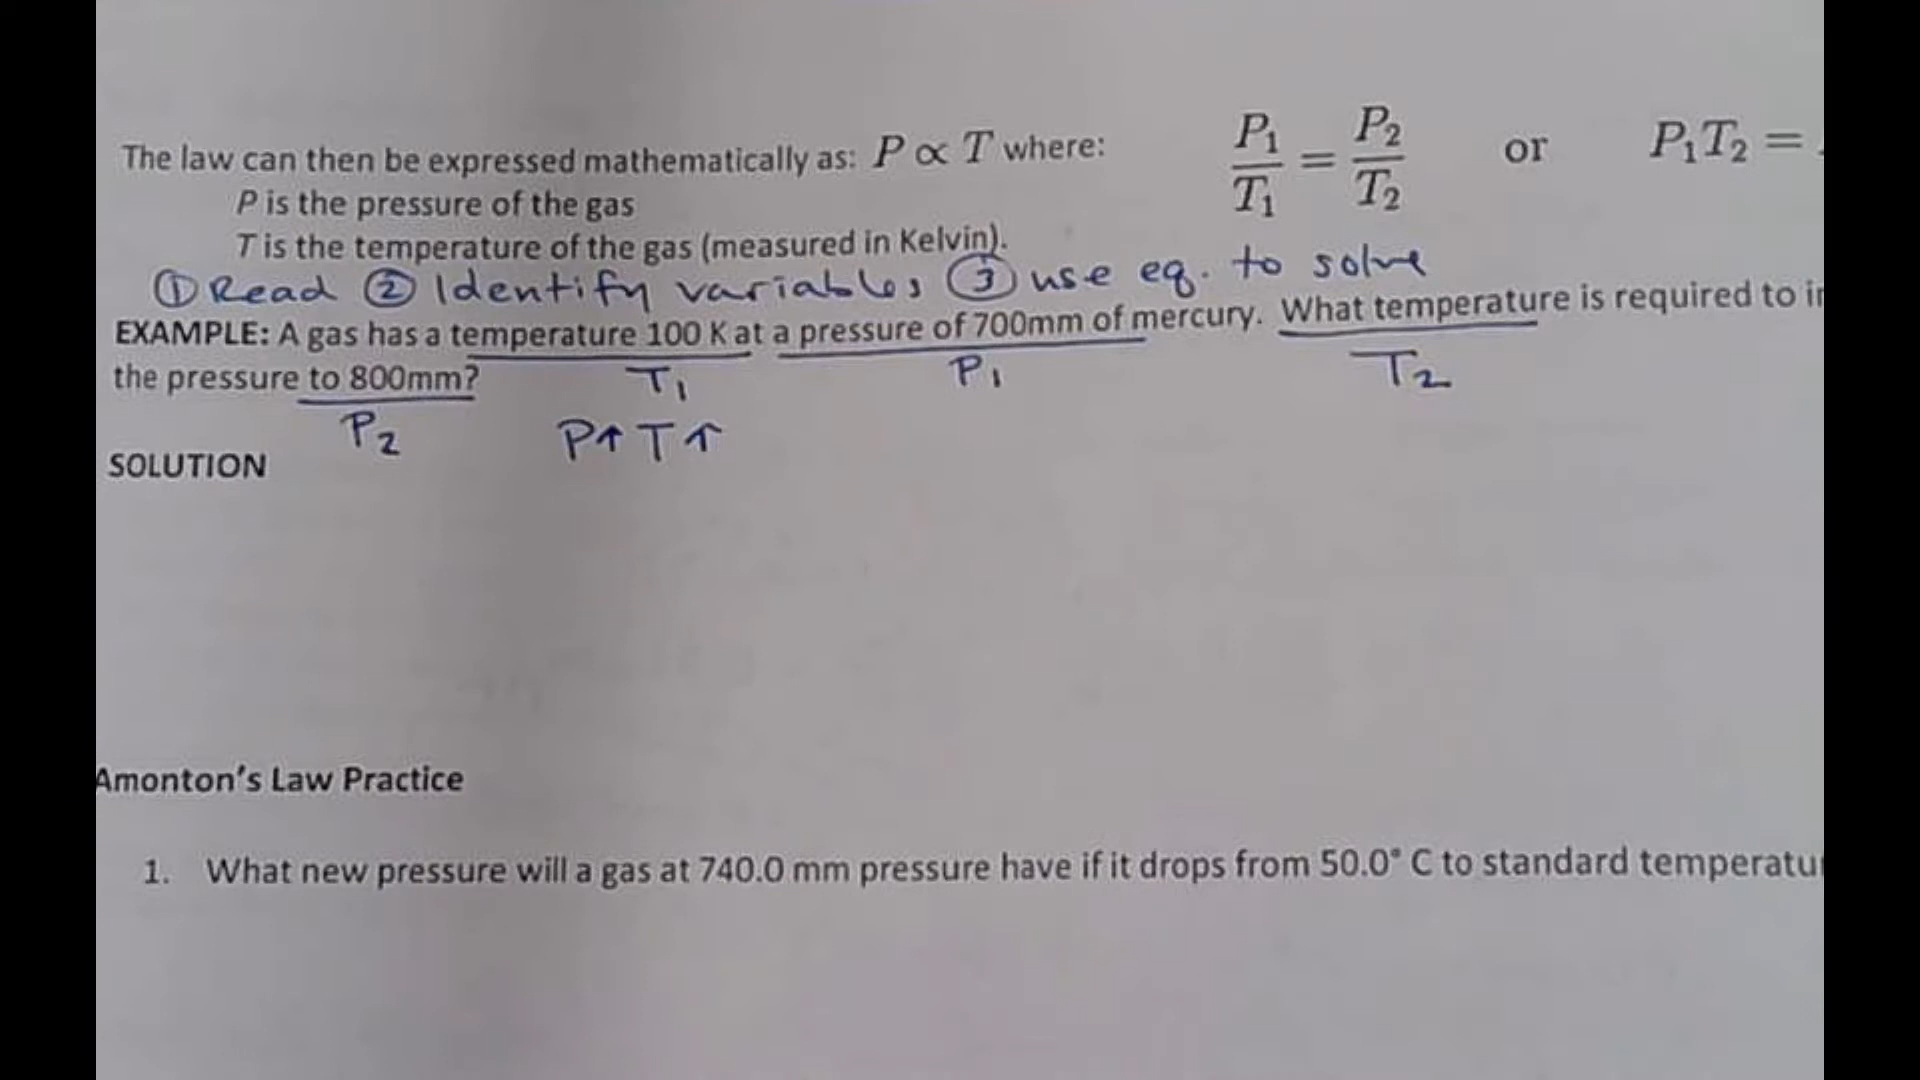 The law can then be expressed mathematically as: P ∝ T where: P₁/T₁ = P₂/T₂ or P₁T₂ =
P is the pressure of the gas
T is the temperature of the gas (measured in Kelvin).
① Read ② Identify variables ③ use eq. to solve
EXAMPLE: A gas has a temperature 100 K at a pressure of 700mm of mercury. What temperature is required to
the pressure to 800mm?
T₁ P₁ T₂
P₂ P↑ T↑
SOLUTION
Amonton's Law Practice
1. What new pressure will a gas at 740.0 mm pressure have if it drops from 50.0° C to standard